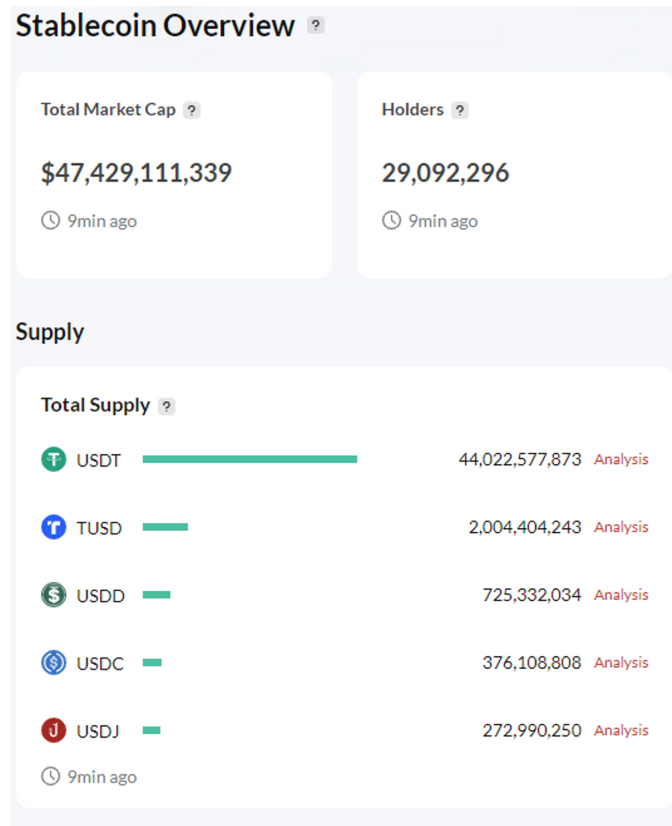 Stablecoin Overview ?
Total Market Cap ?
$47,429,111,339
9min ago
Holders ?
29,092,296
9min ago
Supply
Total Supply ?
USDT 44,022,577,873 Analysis
TUSD 2,004,404,243 Analysis
USDD 725,332,034 Analysis
USDC 376,108,808 Analysis
USDJ 272,990,250 Analysis
9min ago